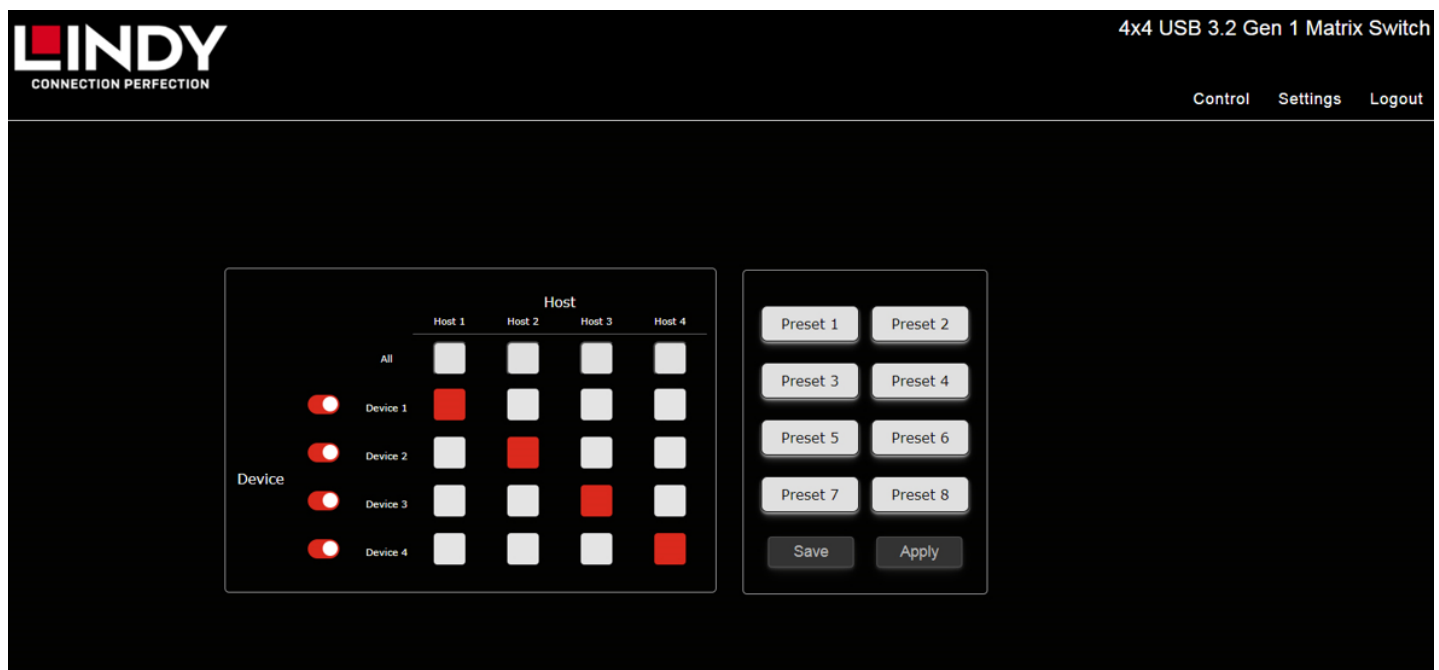 LINDY
CONNECTION PERFECTION
4x4 USB 3.2 Gen 1 Matrix Switch
Control Settings Logout
Host
Host 1 Host 2 Host 3 Host 4
All
Device 1
Device 2
Device
Device 3
Device 4
Preset 1 Preset 2
Preset 3 Preset 4
Preset 5 Preset 6
Preset 7 Preset 8
Save Apply